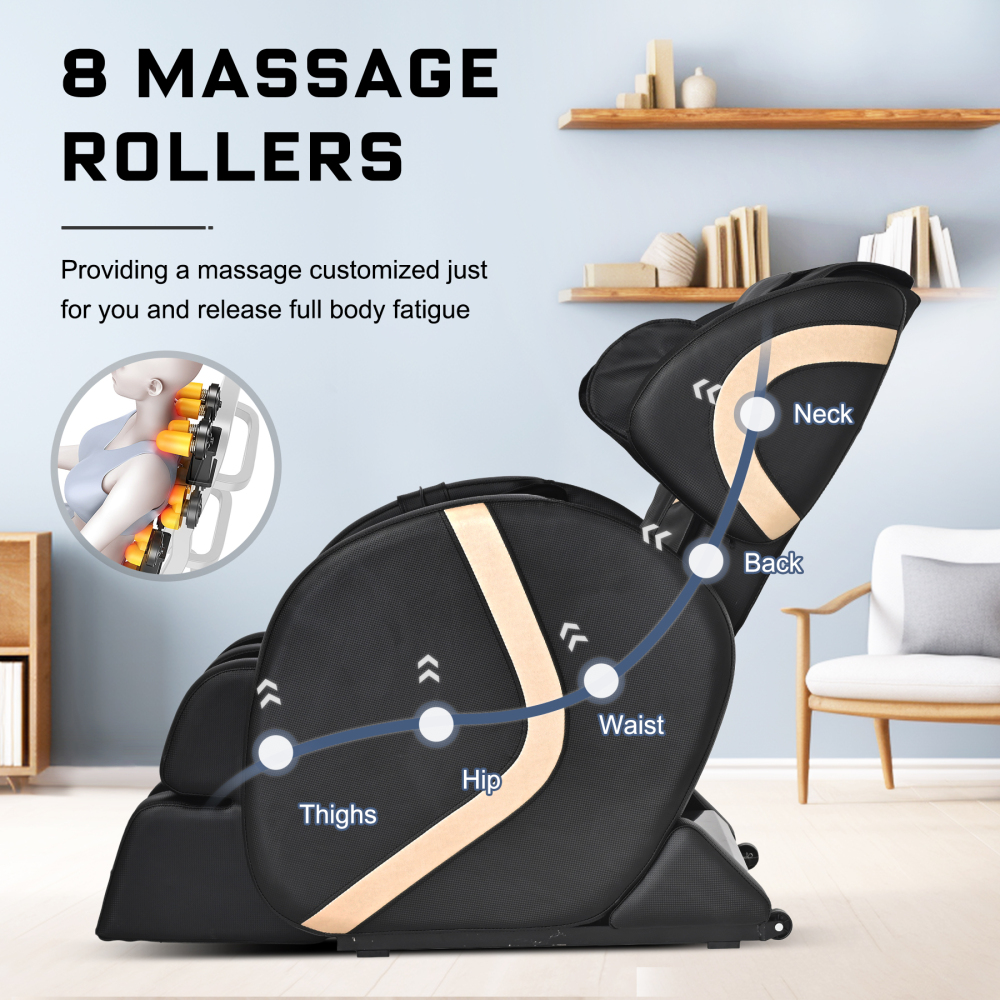 8 MASSAGE
ROLLERS
Providing a massage customized just
for you and release full body fatigue
Neck
Back
Waist
Hip
Thighs